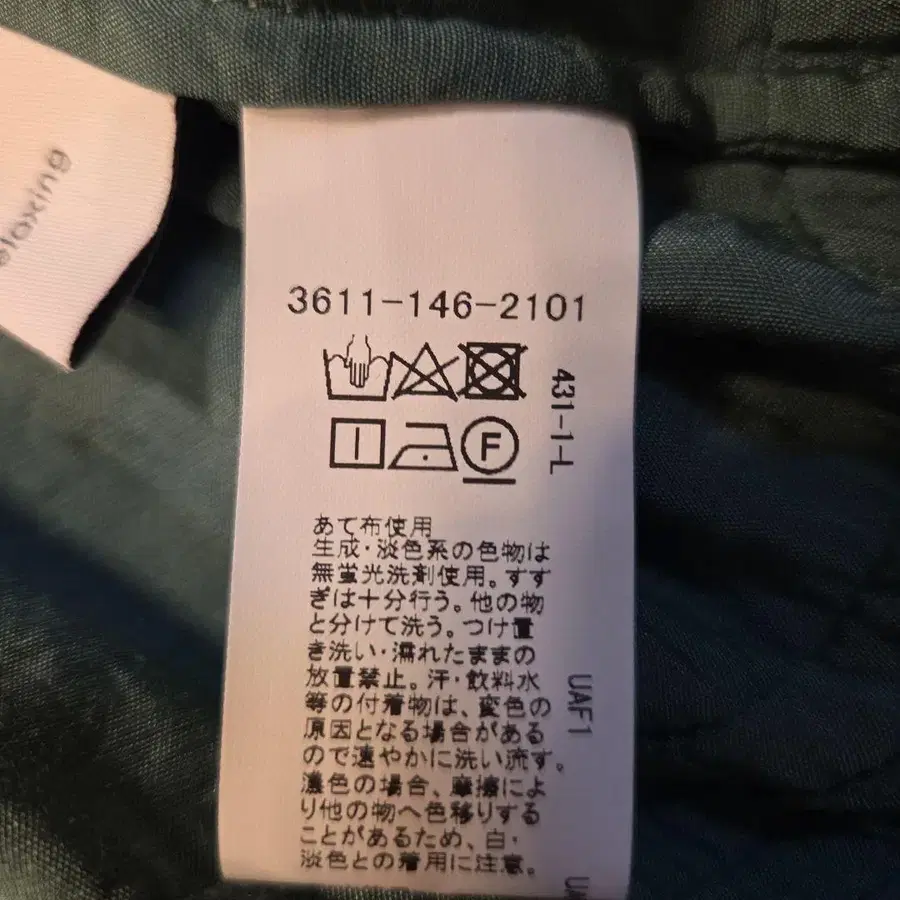 elaxing
3611-146-2101
431-1-L
F
あて布使用
生成・淡色系の色物は
無蛍光洗剤使用。すす
ぎは十分行う。他の物
と分けて洗う。つけ置
き洗い・濡れたままの
放置禁止。汗・飲料水
等の付着物は、変色の
原因となる場合がある
ので速やかに洗い流す。
濃色の場合、摩擦によ
り他の物へ色移りする
ことがあるため、白・
淡色との着用に注意。
UAF1
UA